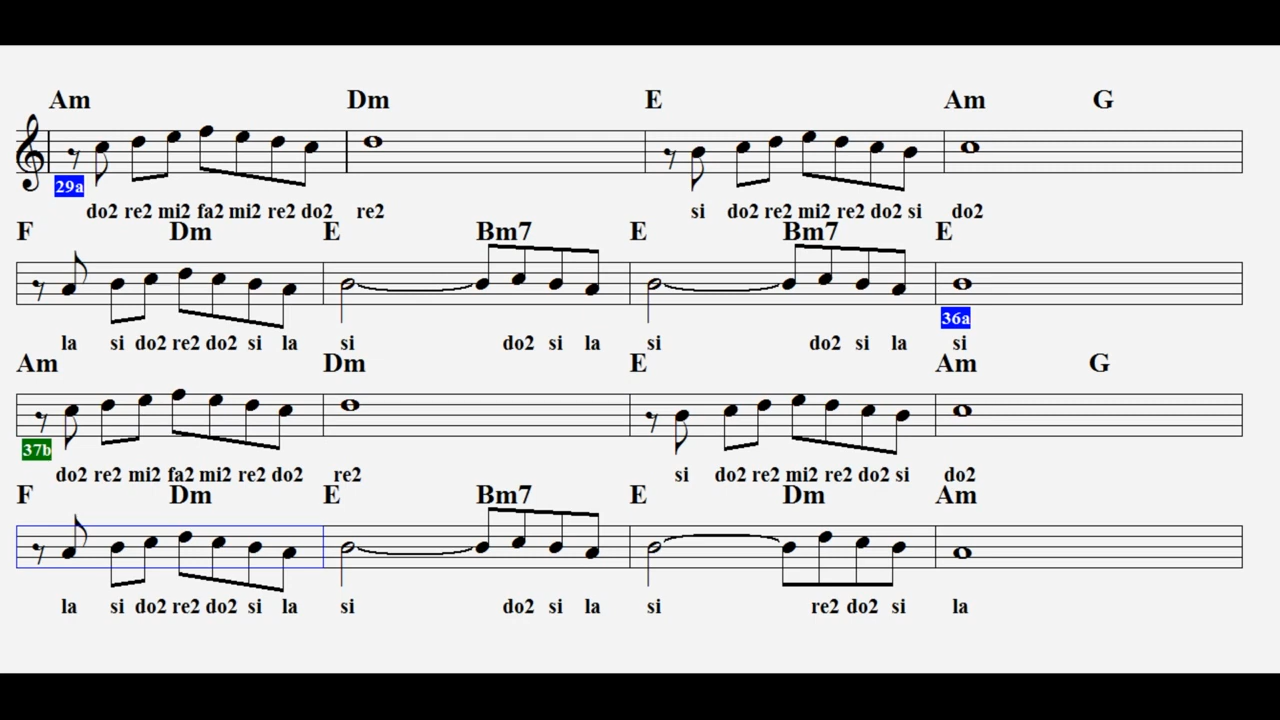 Am Dm E Am G
29a
do2 re2 mi2 fa2 mi2 re2 do2 re2 si do2 re2 mi2 re2 do2 si do2
F Dm E Bm7 E Bm7 E
36a
la si do2 re2 do2 si la si do2 si la si do2 si la si
Am Dm E Am G
37b
do2 re2 mi2 fa2 mi2 re2 do2 re2 si do2 re2 mi2 re2 do2 si do2
F Dm E Bm7 E Dm Am
la si do2 re2 do2 si la si do2 si la si re2 do2 si la